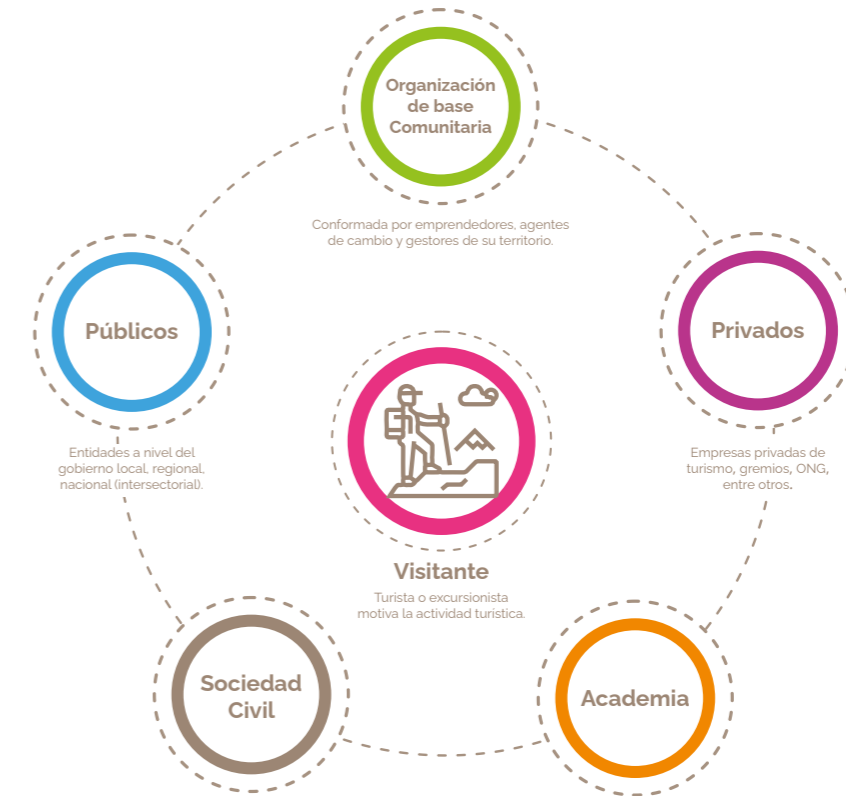 Organización
de base
Comunitaria
Conformada por emprendedores, agentes
de cambio y gestores de su territorio.
Públicos
Entidades a nivel del
gobierno local, regional,
nacional (intersectorial).
Privados
Empresas privadas de
turismo, gremios, ONG,
entre otros.
Visitante
Turista o excursionista
motiva la actividad turística.
Sociedad
Civil
Academia